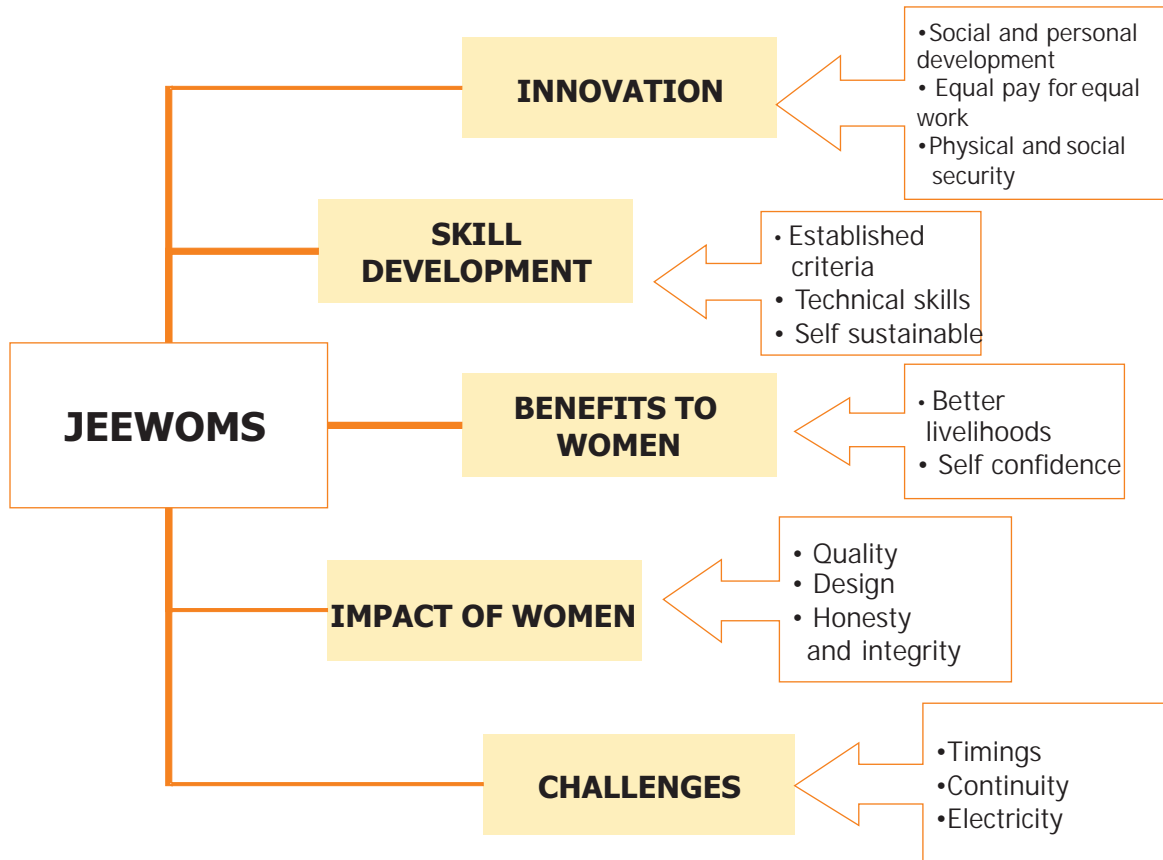 INNOVATION
•Social and personal
development
• Equal pay for equal
work
•Physical and social
security
SKILL
DEVELOPMENT
• Established
criteria
• Technical skills
• Self sustainable
JEEWOMS
BENEFITS TO
WOMEN
• Better
livelihoods
• Self confidence
IMPACT OF WOMEN
• Quality
• Design
• Honesty
and integrity
CHALLENGES
•Timings
•Continuity
•Electricity